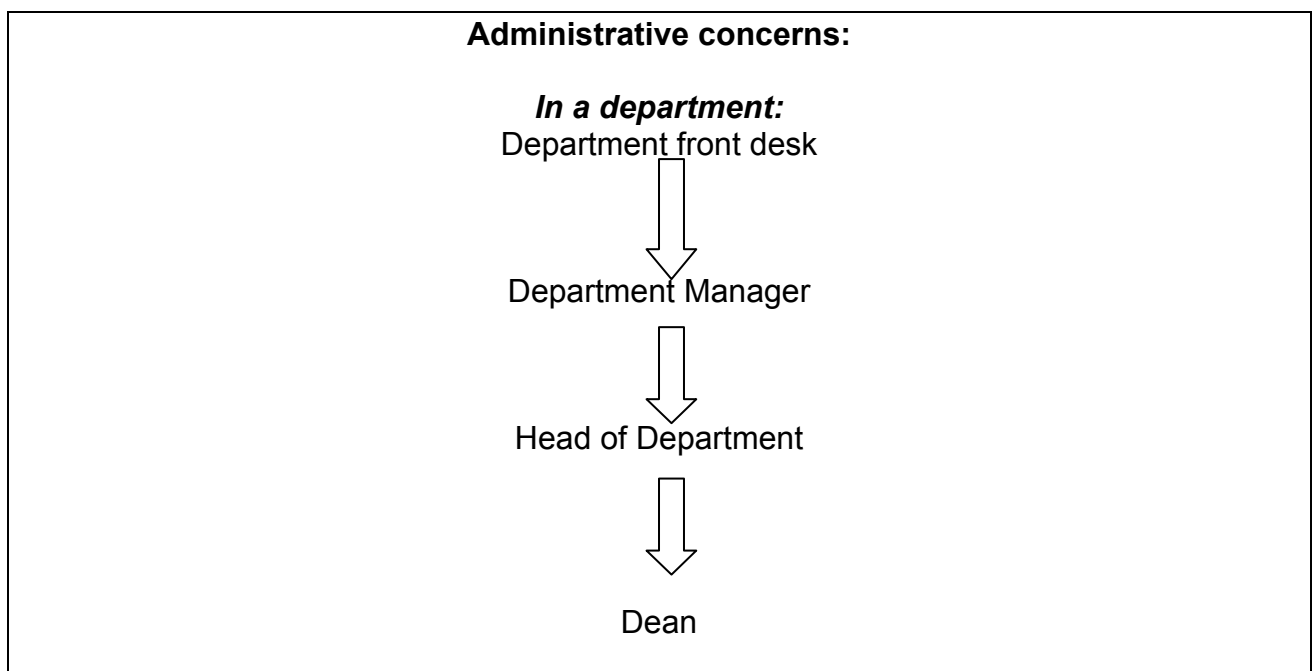 Administrative concerns:
In a department:
Department front desk
Department Manager
Head of Department
Dean